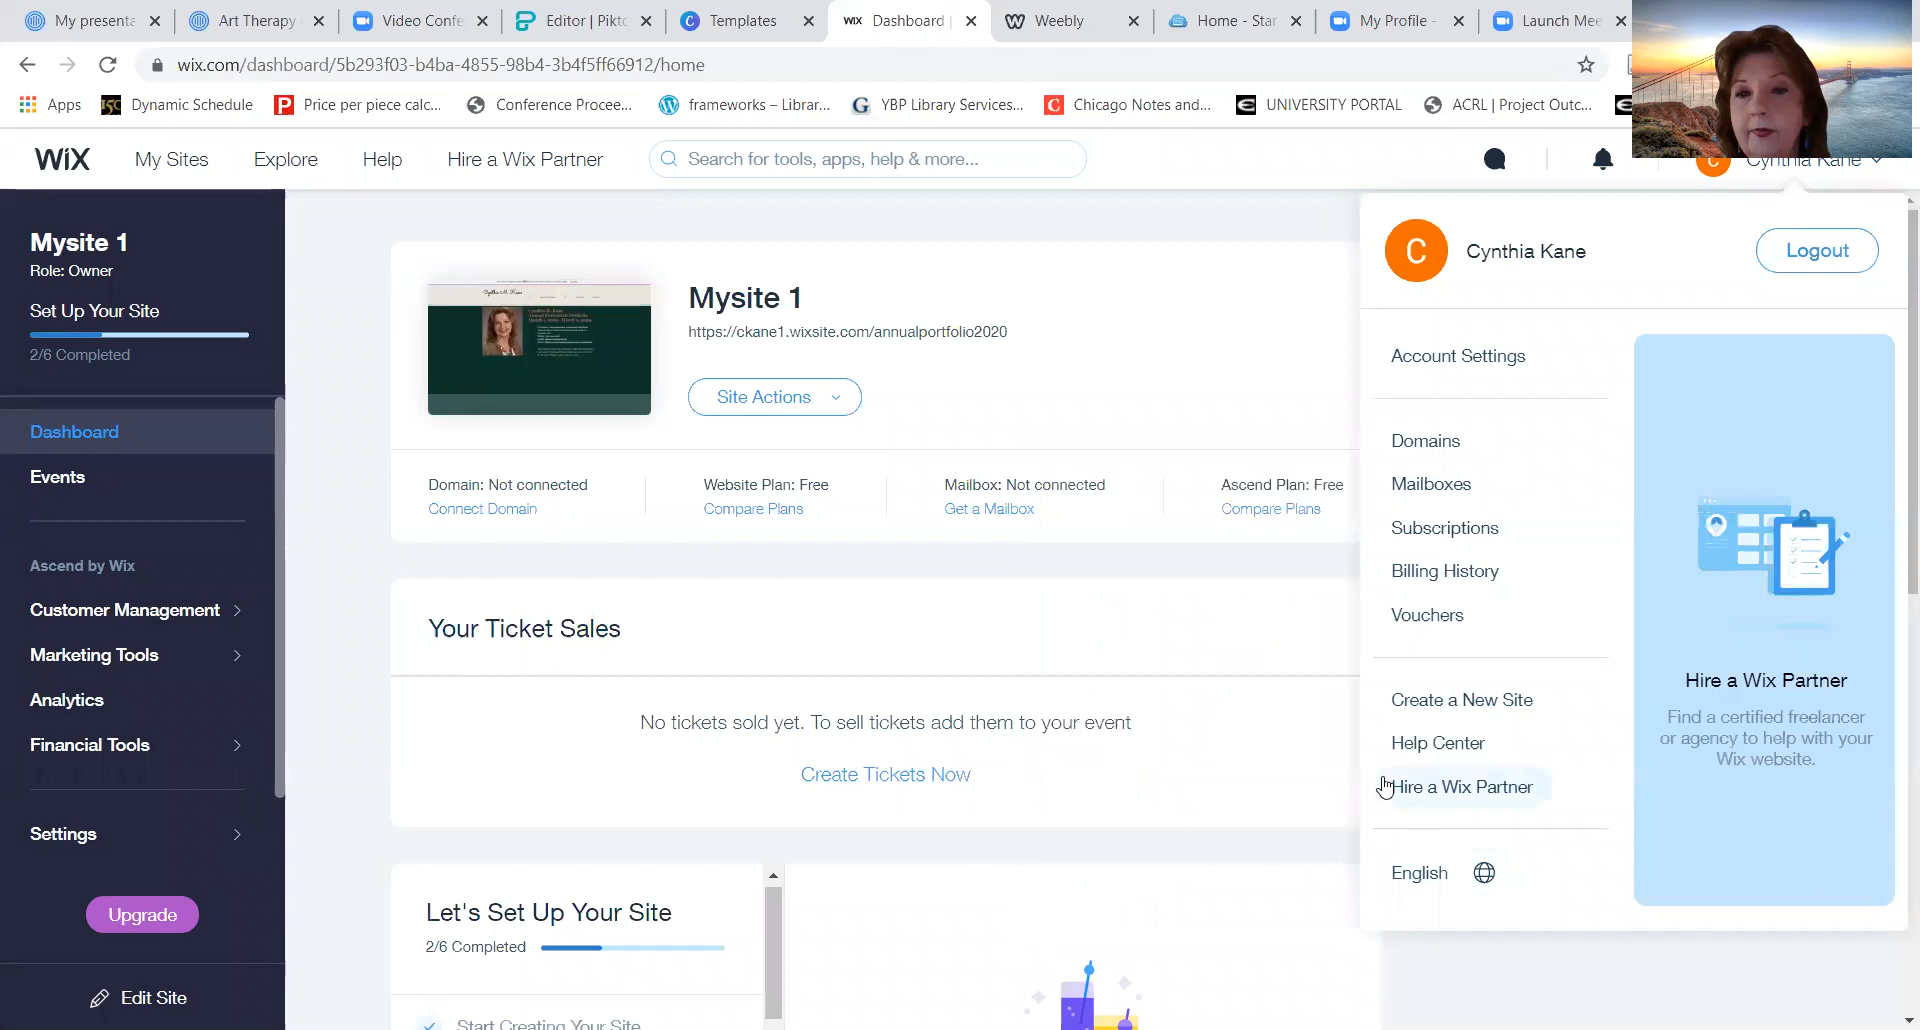 My presenta
Art Therapy
Video Confe
Editor | Pikto
Templates
WIX Dashboard |
Weebly
Home - Star
My Profile -
Launch Mee
wix.com/dashboard/5b293f03-b4ba-4855-98b4-3b4f5ff66912/home
Apps
Dynamic Schedule
Price per piece calc...
Conference Procee...
frameworks – Librar...
YBP Library Services...
Chicago Notes and...
UNIVERSITY PORTAL
ACRL | Project Outc...
WiX
My Sites
Explore
Help
Hire a Wix Partner
Search for tools, apps, help & more...
Cynthia Kane
Mysite 1
Role: Owner
Set Up Your Site
2/6 Completed
Dashboard
Events
Ascend by Wix
Customer Management
Marketing Tools
Analytics
Financial Tools
Settings
Upgrade
Edit Site
Mysite 1
https://ckane1.wixsite.com/annualportfolio2020
Site Actions
Domain: Not connected
Connect Domain
Website Plan: Free
Compare Plans
Mailbox: Not connected
Get a Mailbox
Ascend Plan: Free
Compare Plans
Your Ticket Sales
No tickets sold yet. To sell tickets add them to your event
Create Tickets Now
Let's Set Up Your Site
2/6 Completed
Start Creating Your Site
C
Cynthia Kane
Logout
Account Settings
Domains
Mailboxes
Subscriptions
Billing History
Vouchers
Create a New Site
Help Center
Hire a Wix Partner
English
Hire a Wix Partner
Find a certified freelancer
or agency to help with your
Wix website.